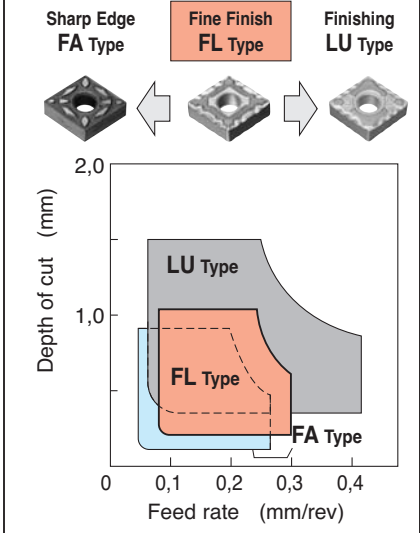 Sharp Edge
FA Type
Fine Finish
FL Type
Finishing
LU Type
2,0
Depth of cut (mm)
LU Type
1,0
FL Type
FA Type
0
0,1
0,2
0,3
0,4
Feed rate (mm/rev)